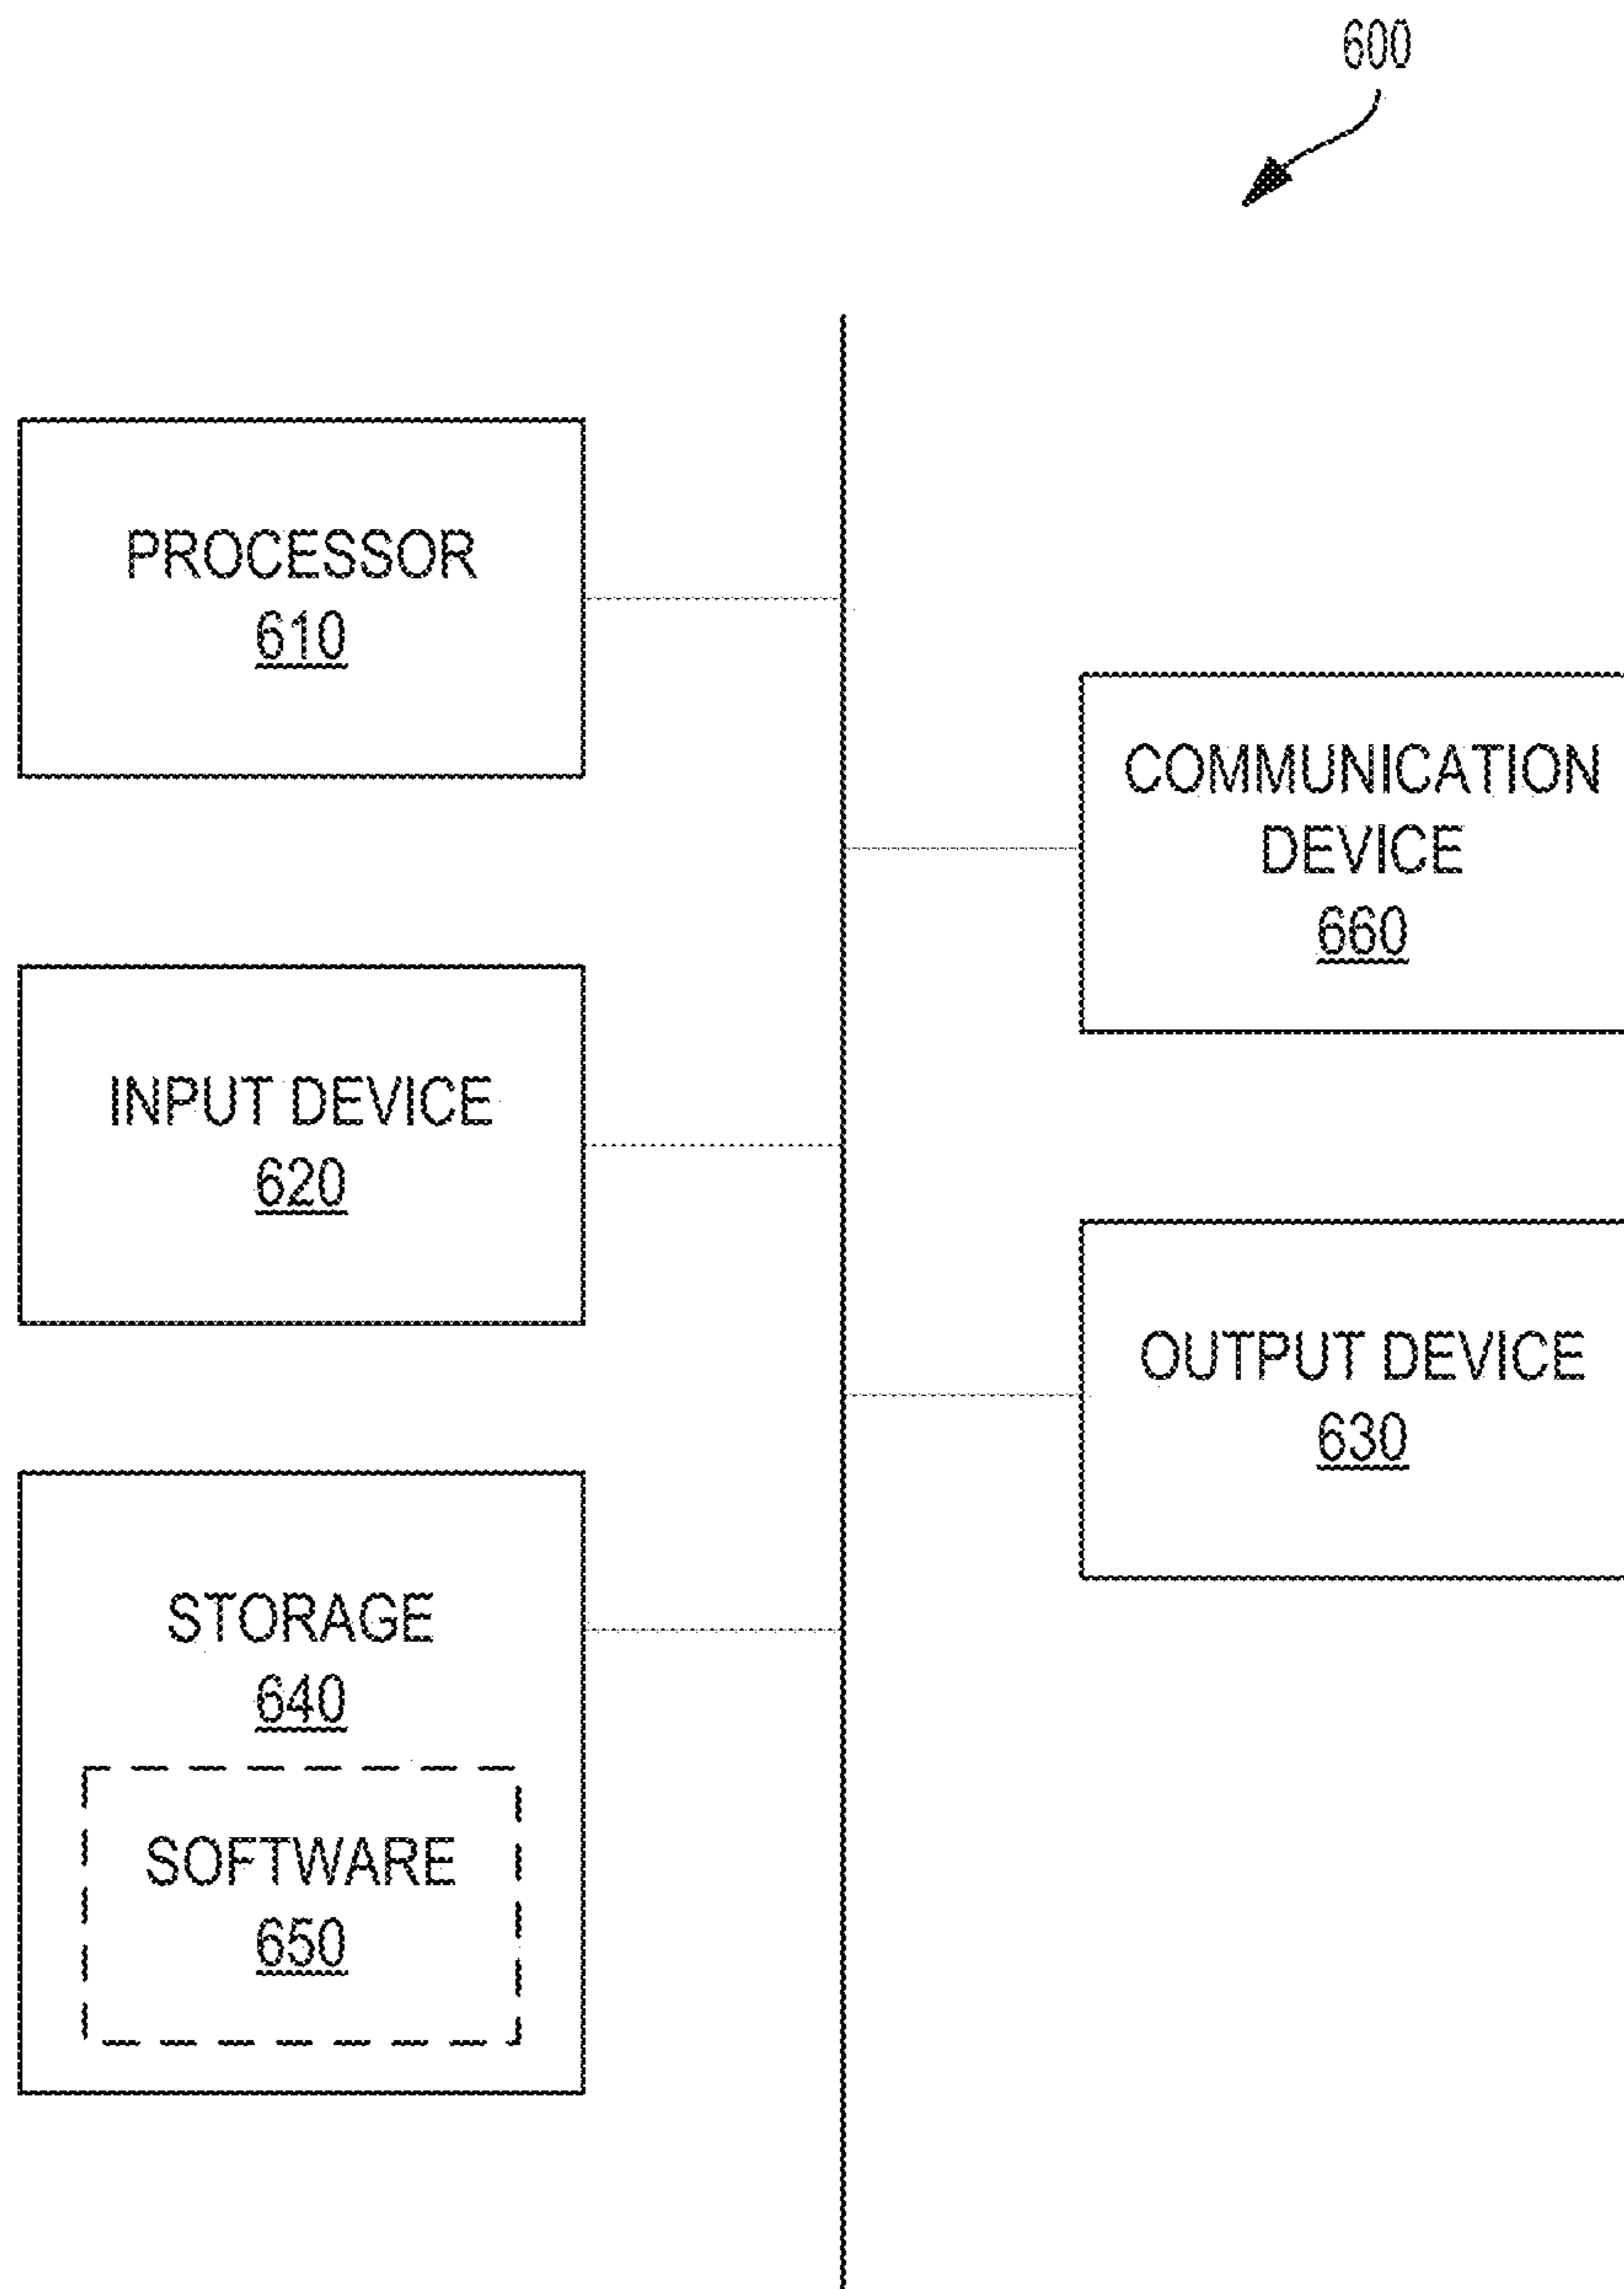 600
PROCESSOR
610
COMMUNICATION
DEVICE
660
INPUT DEVICE
620
OUTPUT DEVICE
630
STORAGE
640
SOFTWARE
650